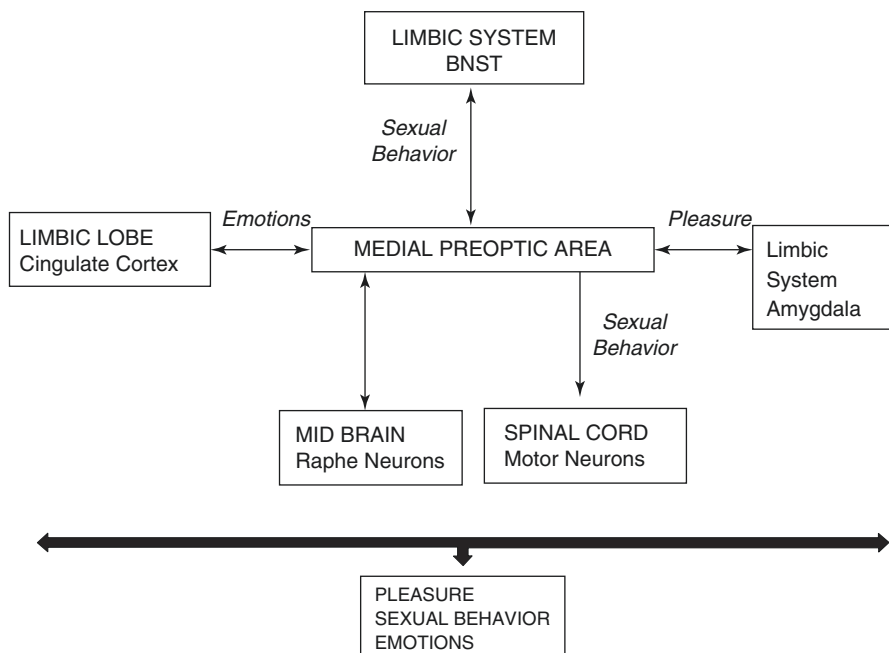 LIMBIC SYSTEM
BNST
Sexual
Behavior
Emotions
Pleasure
LIMBIC LOBE
Cingulate Cortex
MEDIAL PREOPTIC AREA
Limbic
System
Amygdala
Sexual
Behavior
MID BRAIN
Raphe Neurons
SPINAL CORD
Motor Neurons
PLEASURE
SEXUAL BEHAVIOR
EMOTIONS